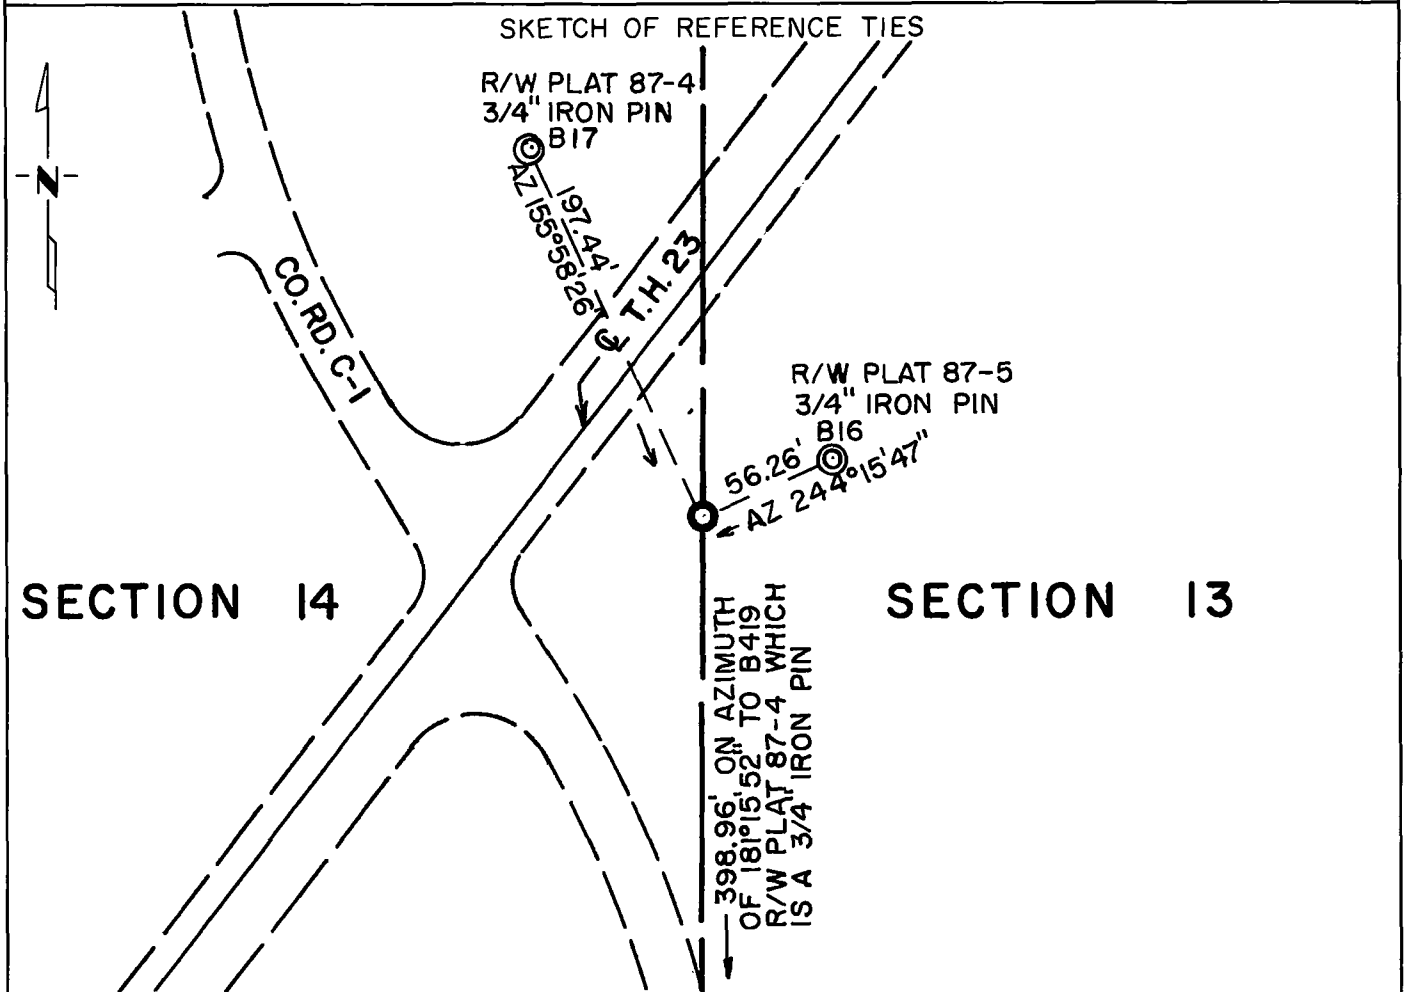 SKETCH OF REFERENCE TIES
R/W PLAT 87-4
3/4" IRON PIN
B17
N
197.44'
AZ 155°58'26"
℄ T.H. 23
CO. RD. C-1
R/W PLAT 87-5
3/4" IRON PIN
B16
56.26'
AZ 244°15'47"
SECTION 14
SECTION 13
398.96' ON AZIMUTH
OF 181°15'52" TO B419
R/W PLAT 87-4 WHICH
IS A 3/4" IRON PIN